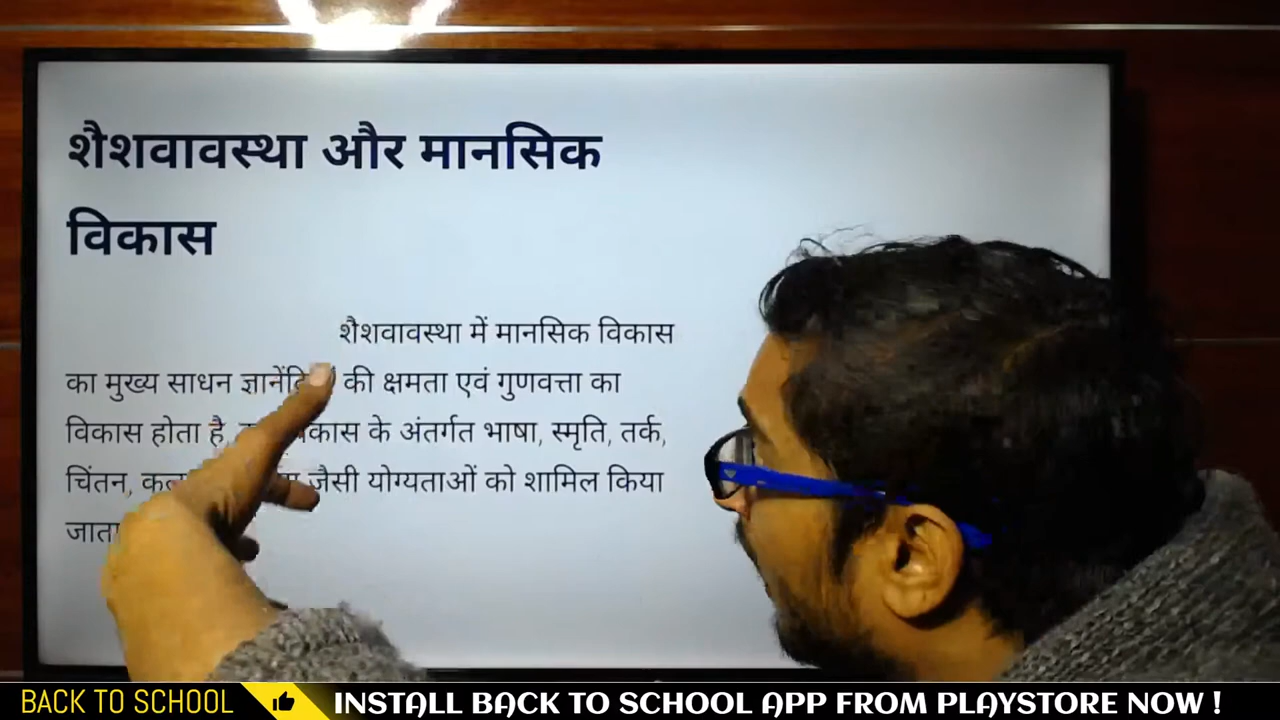 शैशवावस्था और मानसिक
विकास
शैशवावस्था में मानसिक विकास
का मुख्य साधन की क्षमता एवं गुणवत्ता का
विकास होता है, के अंतर्गत भाषा, स्मृति, तर्क,
चिंतन, जैसी योग्यताओं को शामिल किया
BACK TO SCHOOL INSTALL BACK TO SCHOOL APP FROM PLAYSTORE NOW !